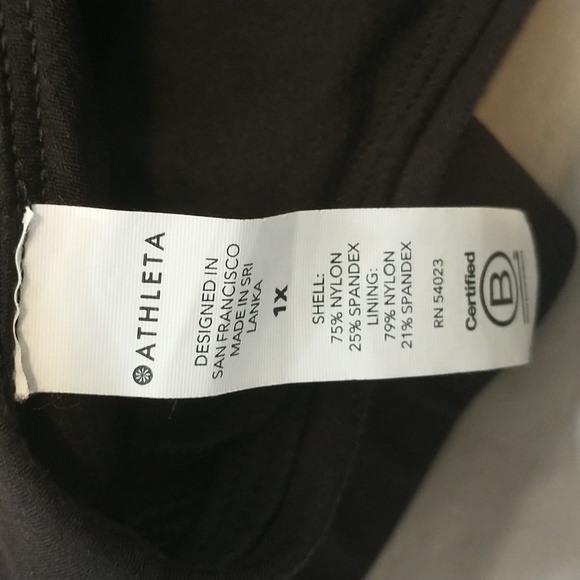 ATHLETA
DESIGNED IN
SAN FRANCISCO
MADE IN SRI
LANKA
1X
SHELL:
75% NYLON
25% SPANDEX
LINING:
79% NYLON
21% SPANDEX
RN 54023
Certified
B